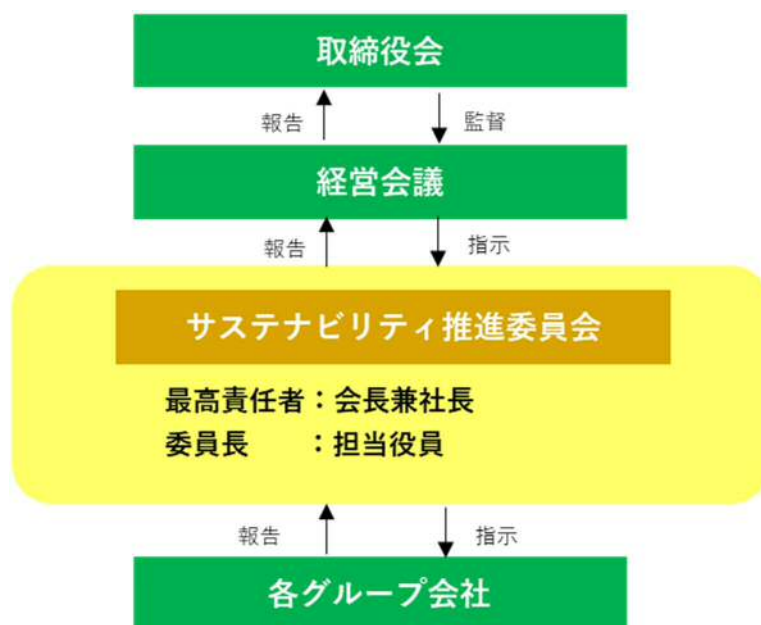 取締役会
報告
監督
経営会議
報告
指示
サステナビリティ推進委員会
最高責任者：会長兼社長
委員長　　：担当役員
報告
指示
各グループ会社